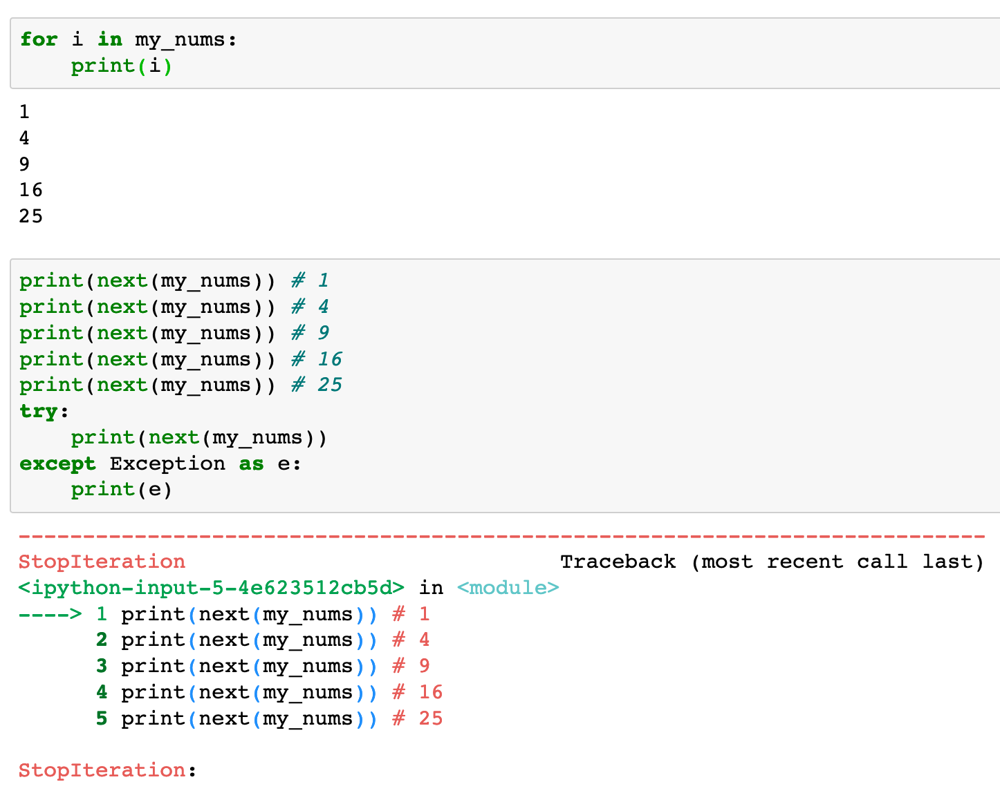 for i in my_nums:
    print(i)
1
4
9
16
25
print(next(my_nums)) # 1
print(next(my_nums)) # 4
print(next(my_nums)) # 9
print(next(my_nums)) # 16
print(next(my_nums)) # 25
try:
    print(next(my_nums))
except Exception as e:
    print(e)
---------------------------------------------------------------------------
StopIteration                             Traceback (most recent call last)
<ipython-input-5-4e623512cb5d> in <module>
----> 1 print(next(my_nums)) # 1
      2 print(next(my_nums)) # 4
      3 print(next(my_nums)) # 9
      4 print(next(my_nums)) # 16
      5 print(next(my_nums)) # 25
StopIteration: